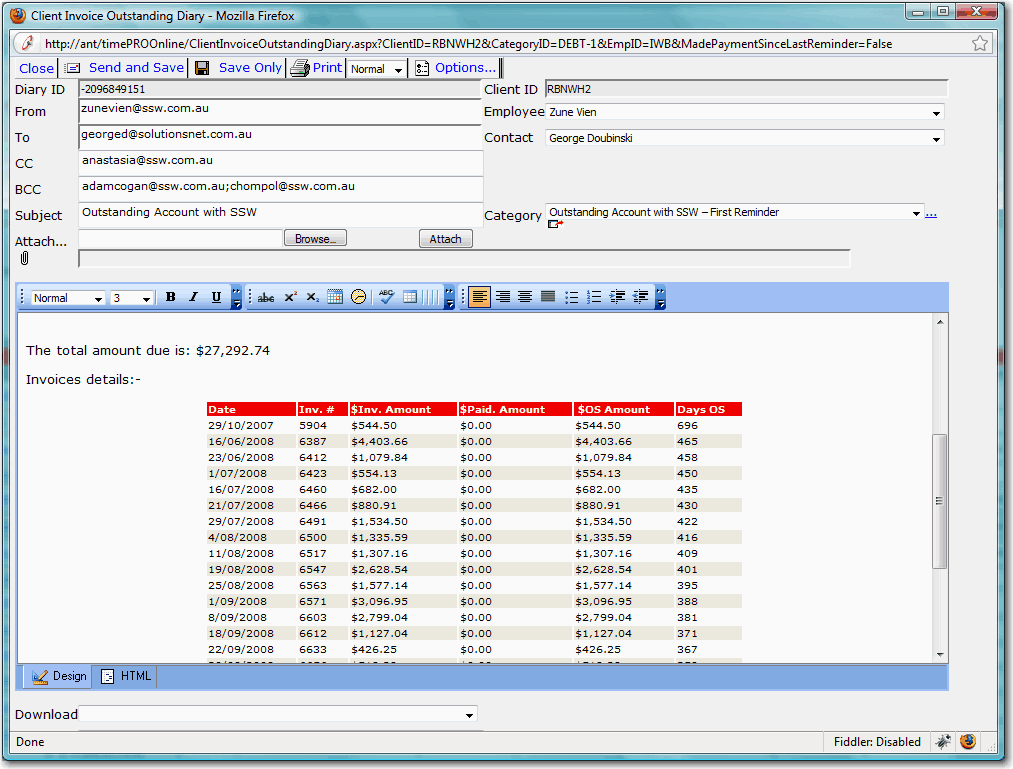 Client Invoice Outstanding Diary - Mozilla Firefox
http://ant/timePROOnline/ClientInvoiceOutstandingDiary.aspx?ClientID=RBNWH2&CategoryID=DEBT-1&EmpID=IWB&MadePaymentSinceLastReminder=False
Close Send and Save Save Only Print Normal Options...
Diary ID -2096849151 Client ID RBNWH2
From zunevien@ssw.com.au Employee Zune Vien
To georged@solutionsnet.com.au Contact George Doubinski
CC anastasia@ssw.com.au
BCC adamcogan@ssw.com.au;chompol@ssw.com.au
Subject Outstanding Account with SSW Category Outstanding Account with SSW – First Reminder ...
Attach... Browse... Attach
Normal 3 B I U abc x² x₂ ABC
The total amount due is: $27,292.74
Invoices details:-
Date Inv. # $Inv. Amount $Paid. Amount $OS Amount Days OS
29/10/2007 5904 $544.50 $0.00 $544.50 696
16/06/2008 6387 $4,403.66 $0.00 $4,403.66 465
23/06/2008 6412 $1,079.84 $0.00 $1,079.84 458
1/07/2008 6423 $554.13 $0.00 $554.13 450
16/07/2008 6460 $682.00 $0.00 $682.00 435
21/07/2008 6466 $880.91 $0.00 $880.91 430
29/07/2008 6491 $1,534.50 $0.00 $1,534.50 422
4/08/2008 6500 $1,335.59 $0.00 $1,335.59 416
11/08/2008 6517 $1,307.16 $0.00 $1,307.16 409
19/08/2008 6547 $2,628.54 $0.00 $2,628.54 401
25/08/2008 6563 $1,577.14 $0.00 $1,577.14 395
1/09/2008 6571 $3,096.95 $0.00 $3,096.95 388
8/09/2008 6603 $2,799.04 $0.00 $2,799.04 381
18/09/2008 6612 $1,127.04 $0.00 $1,127.04 371
22/09/2008 6633 $426.25 $0.00 $426.25 367
Design HTML
Download
Done Fiddler: Disabled